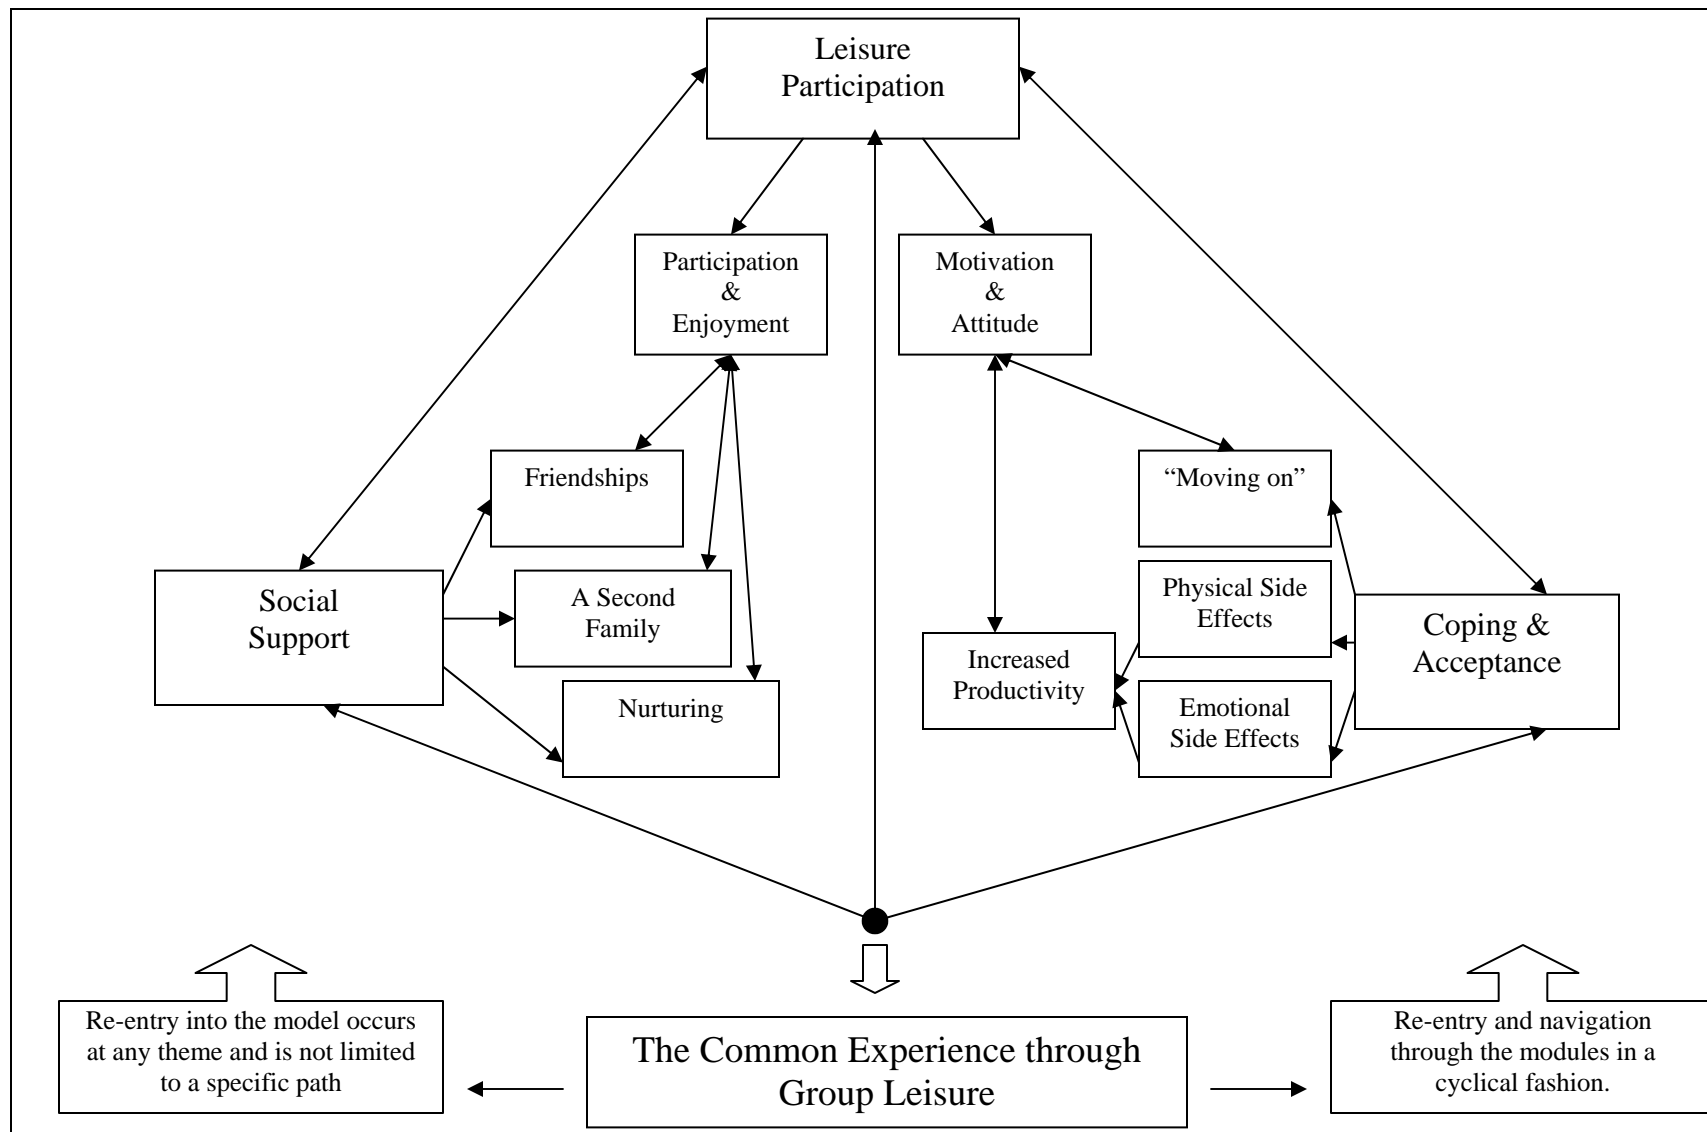 Leisure
Participation
Participation
&
Enjoyment
Motivation
&
Attitude
Friendships
“Moving on”
Social
Support
A Second
Family
Physical Side
Effects
Coping &
Acceptance
Increased
Productivity
Nurturing
Emotional
Side Effects
Re-entry into the model occurs
at any theme and is not limited
to a specific path
The Common Experience through
Group Leisure
Re-entry and navigation
through the modules in a
cyclical fashion.